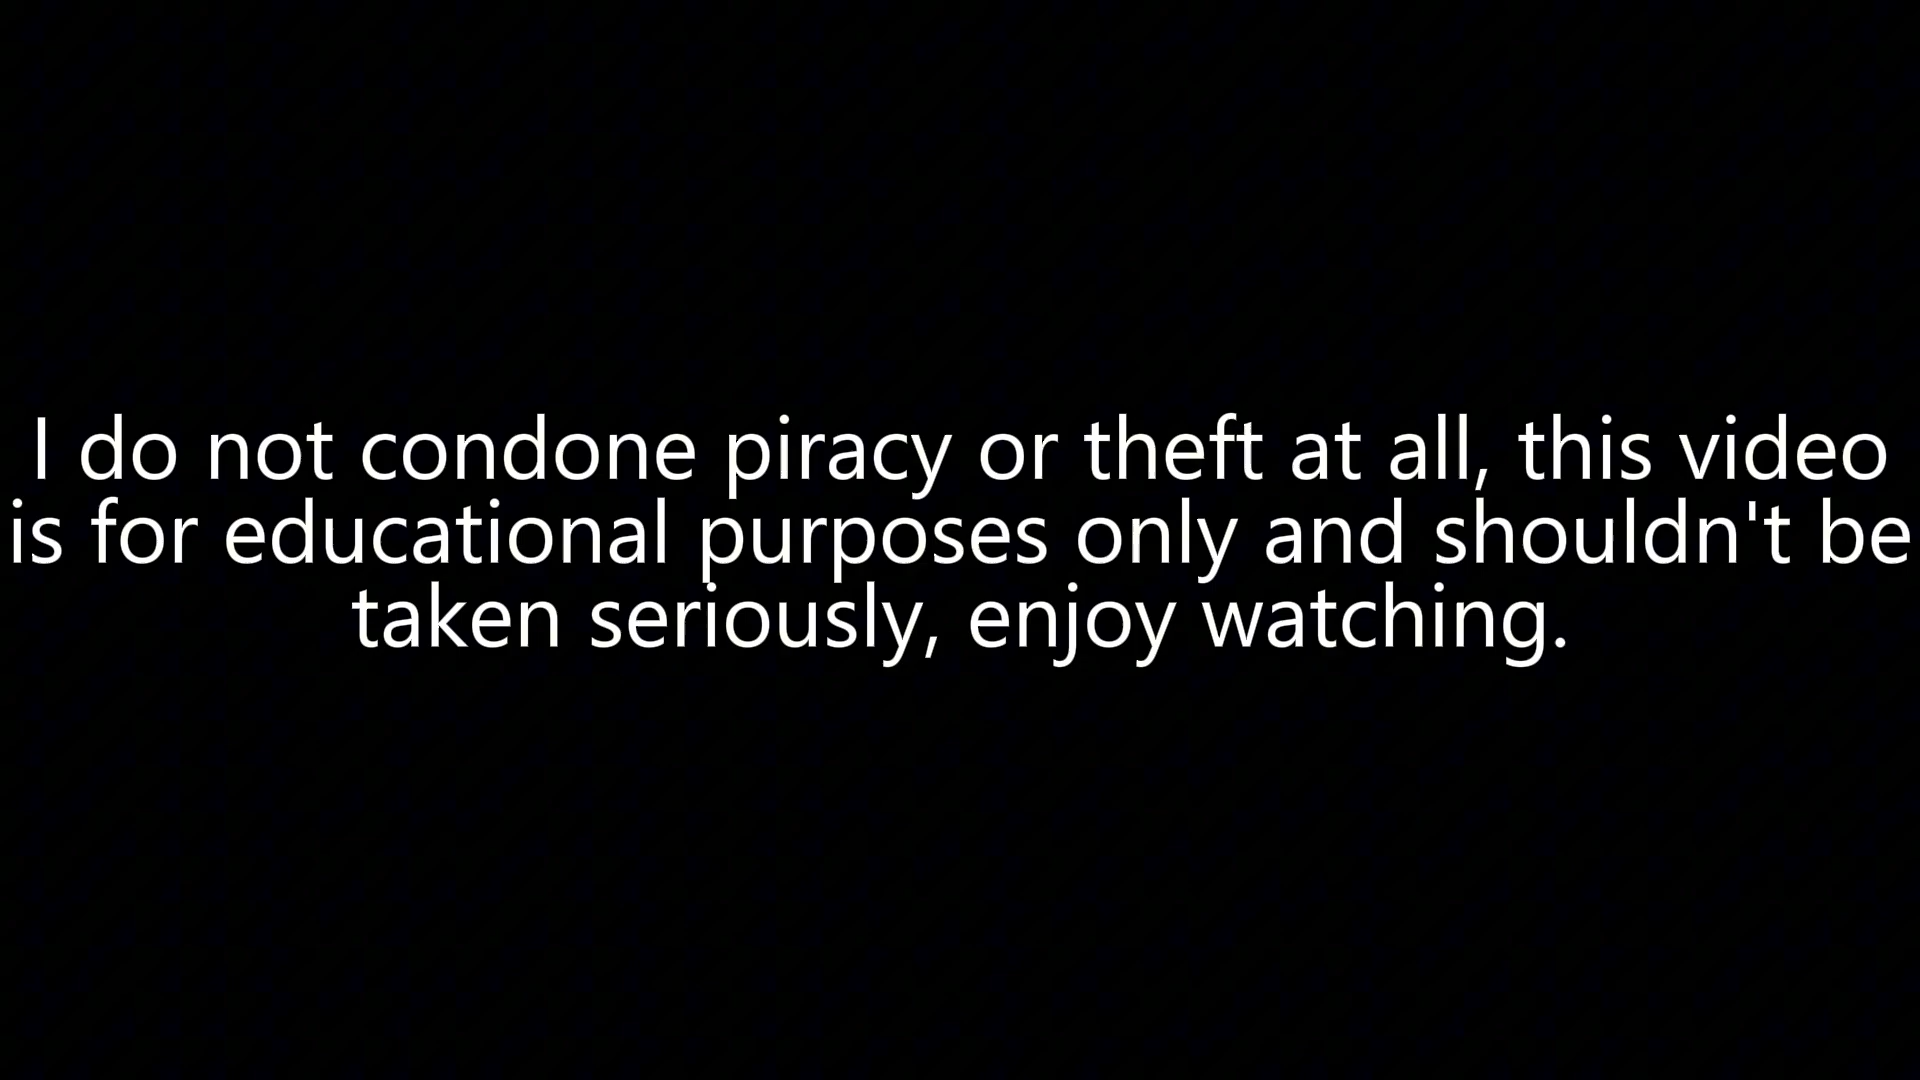 I do not condone piracy or theft at all, this video
is for educational purposes only and shouldn't be
taken seriously, enjoy watching.